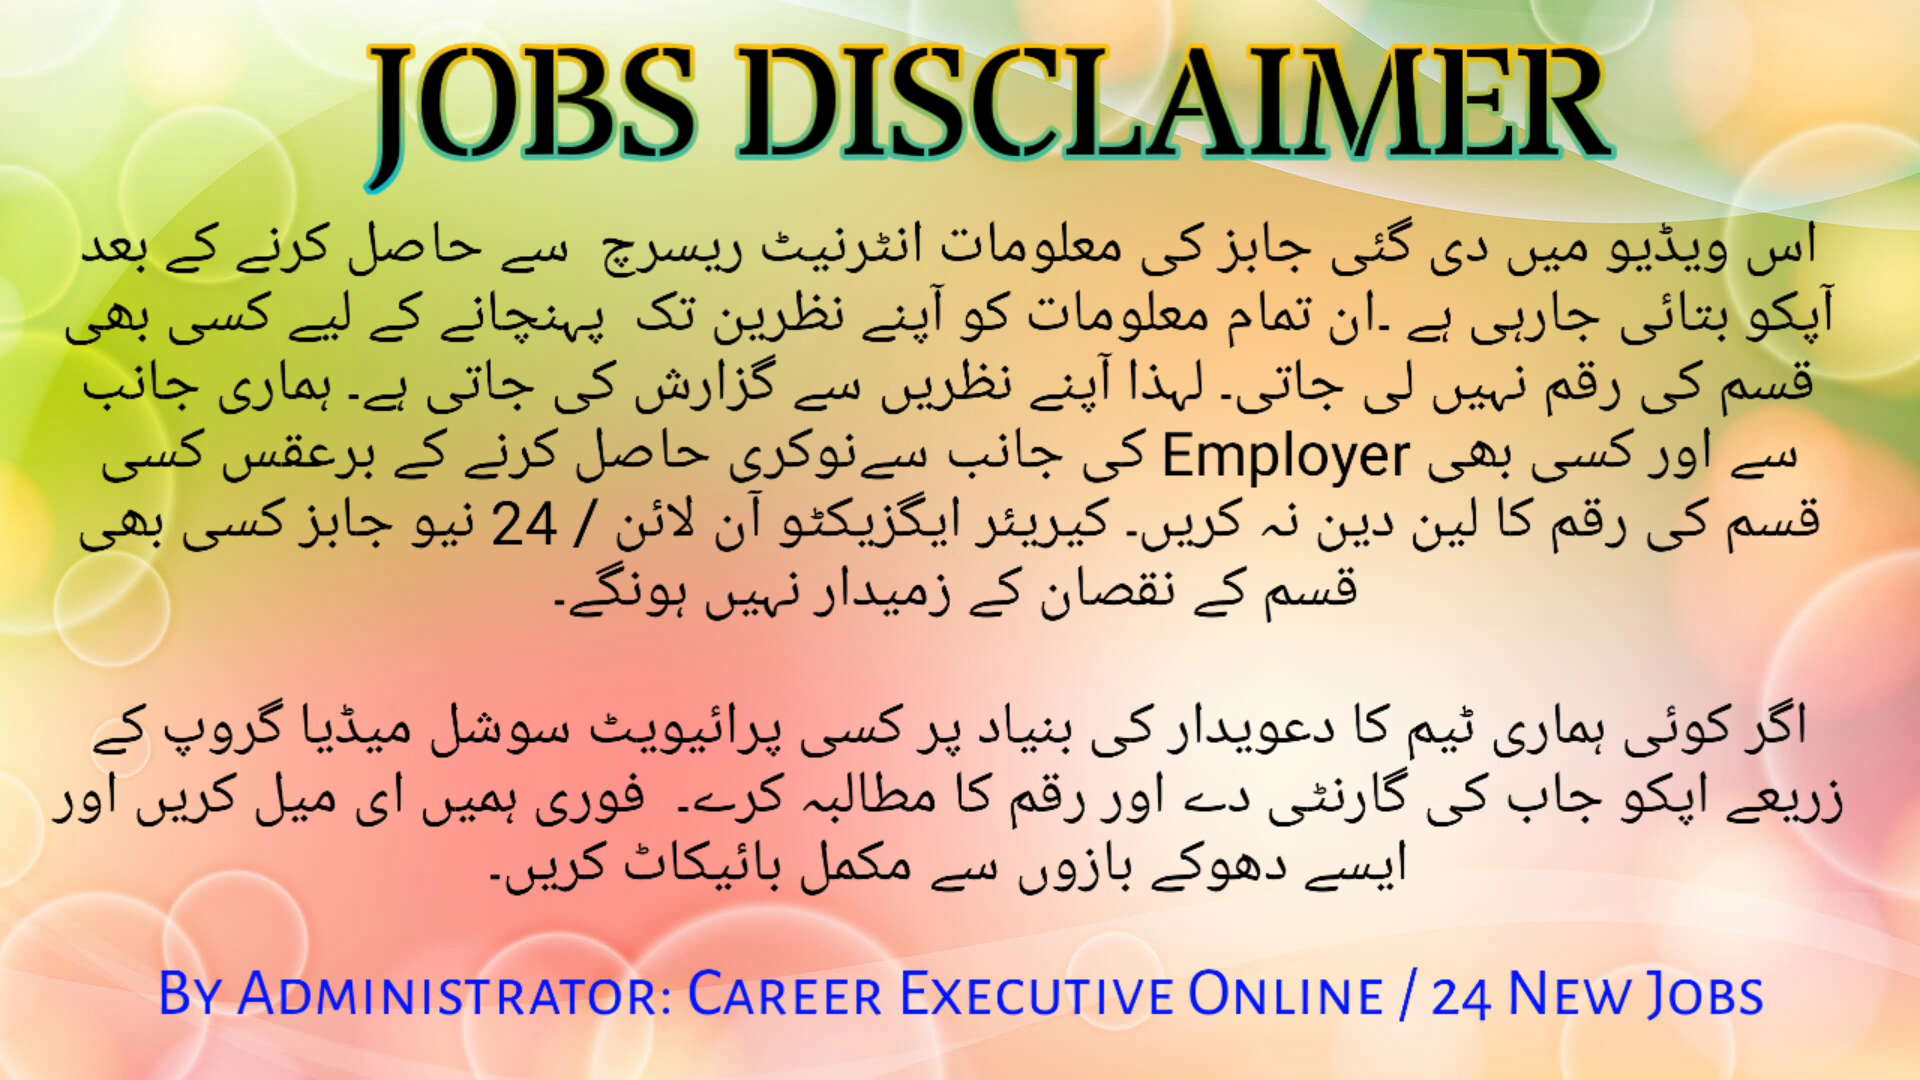 JOBS DISCLAIMER
اس ویڈیو میں دی گئی جابز کی معلومات انٹرنیٹ ریسرچ سے حاصل کرنے کے بعد
آپکو بتائی جارہی ہے ۔ان تمام معلومات کو آپنے نظرین تک پہنچانے کے لیے کسی بھی
قسم کی رقم نہیں لی جاتی۔ لہذا آپنے نظریں سے گزارش کی جاتی ہے۔ ہماری جانب
سے اور کسی بھی Employer کی جانب سےنوکری حاصل کرنے کے برعقس کسی
قسم کی رقم کا لین دین نہ کریں۔ کیریئر ایگزیکٹو آن لائن / 24 نیو جابز کسی بھی
قسم کے نقصان کے زمیدار نہیں ہونگے۔
اگر کوئی ہماری ٹیم کا دعویدار کی بنیاد پر کسی پرائیویٹ سوشل میڈیا گروپ کے
زریعے اپکو جاب کی گارنٹی دے اور رقم کا مطالبہ کرے۔ فوری ہمیں ای میل کریں اور
ایسے دھوکے بازوں سے مکمل بائیکاٹ کریں۔
By Administrator: Career Executive Online / 24 New Jobs